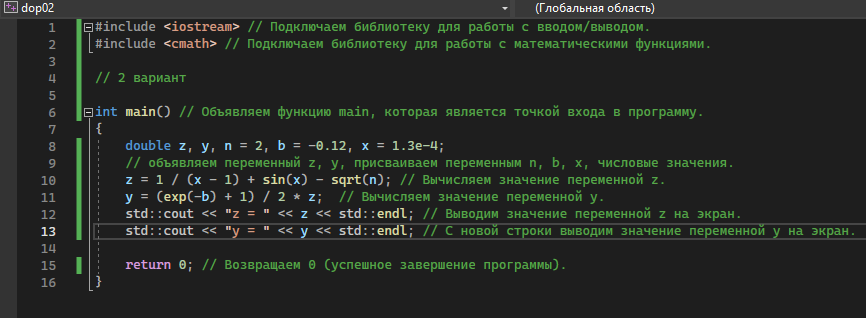 dop02 (Глобальная область)
1 #include <iostream> // Подключаем библиотеку для работы с вводом/выводом.
2 #include <cmath> // Подключаем библиотеку для работы с математическими функциями.
3
4 // 2 вариант
5
6 int main() // Объявляем функцию main, которая является точкой входа в программу.
7 {
8 double z, y, n = 2, b = -0.12, x = 1.3e-4;
9 // объявляем переменный z, y, присваиваем переменным n, b, x, числовые значения.
10 z = 1 / (x - 1) + sin(x) - sqrt(n); // Вычисляем значение переменной z.
11 y = (exp(-b) + 1) / 2 * z;  // Вычисляем значение переменной y.
12 std::cout << "z = " << z << std::endl; // Выводим значение переменной z на экран.
13 std::cout << "y = " << y << std::endl; // С новой строки выводим значение переменной y на экран.
14
15 return 0; // Возвращаем 0 (успешное завершение программы).
16 }